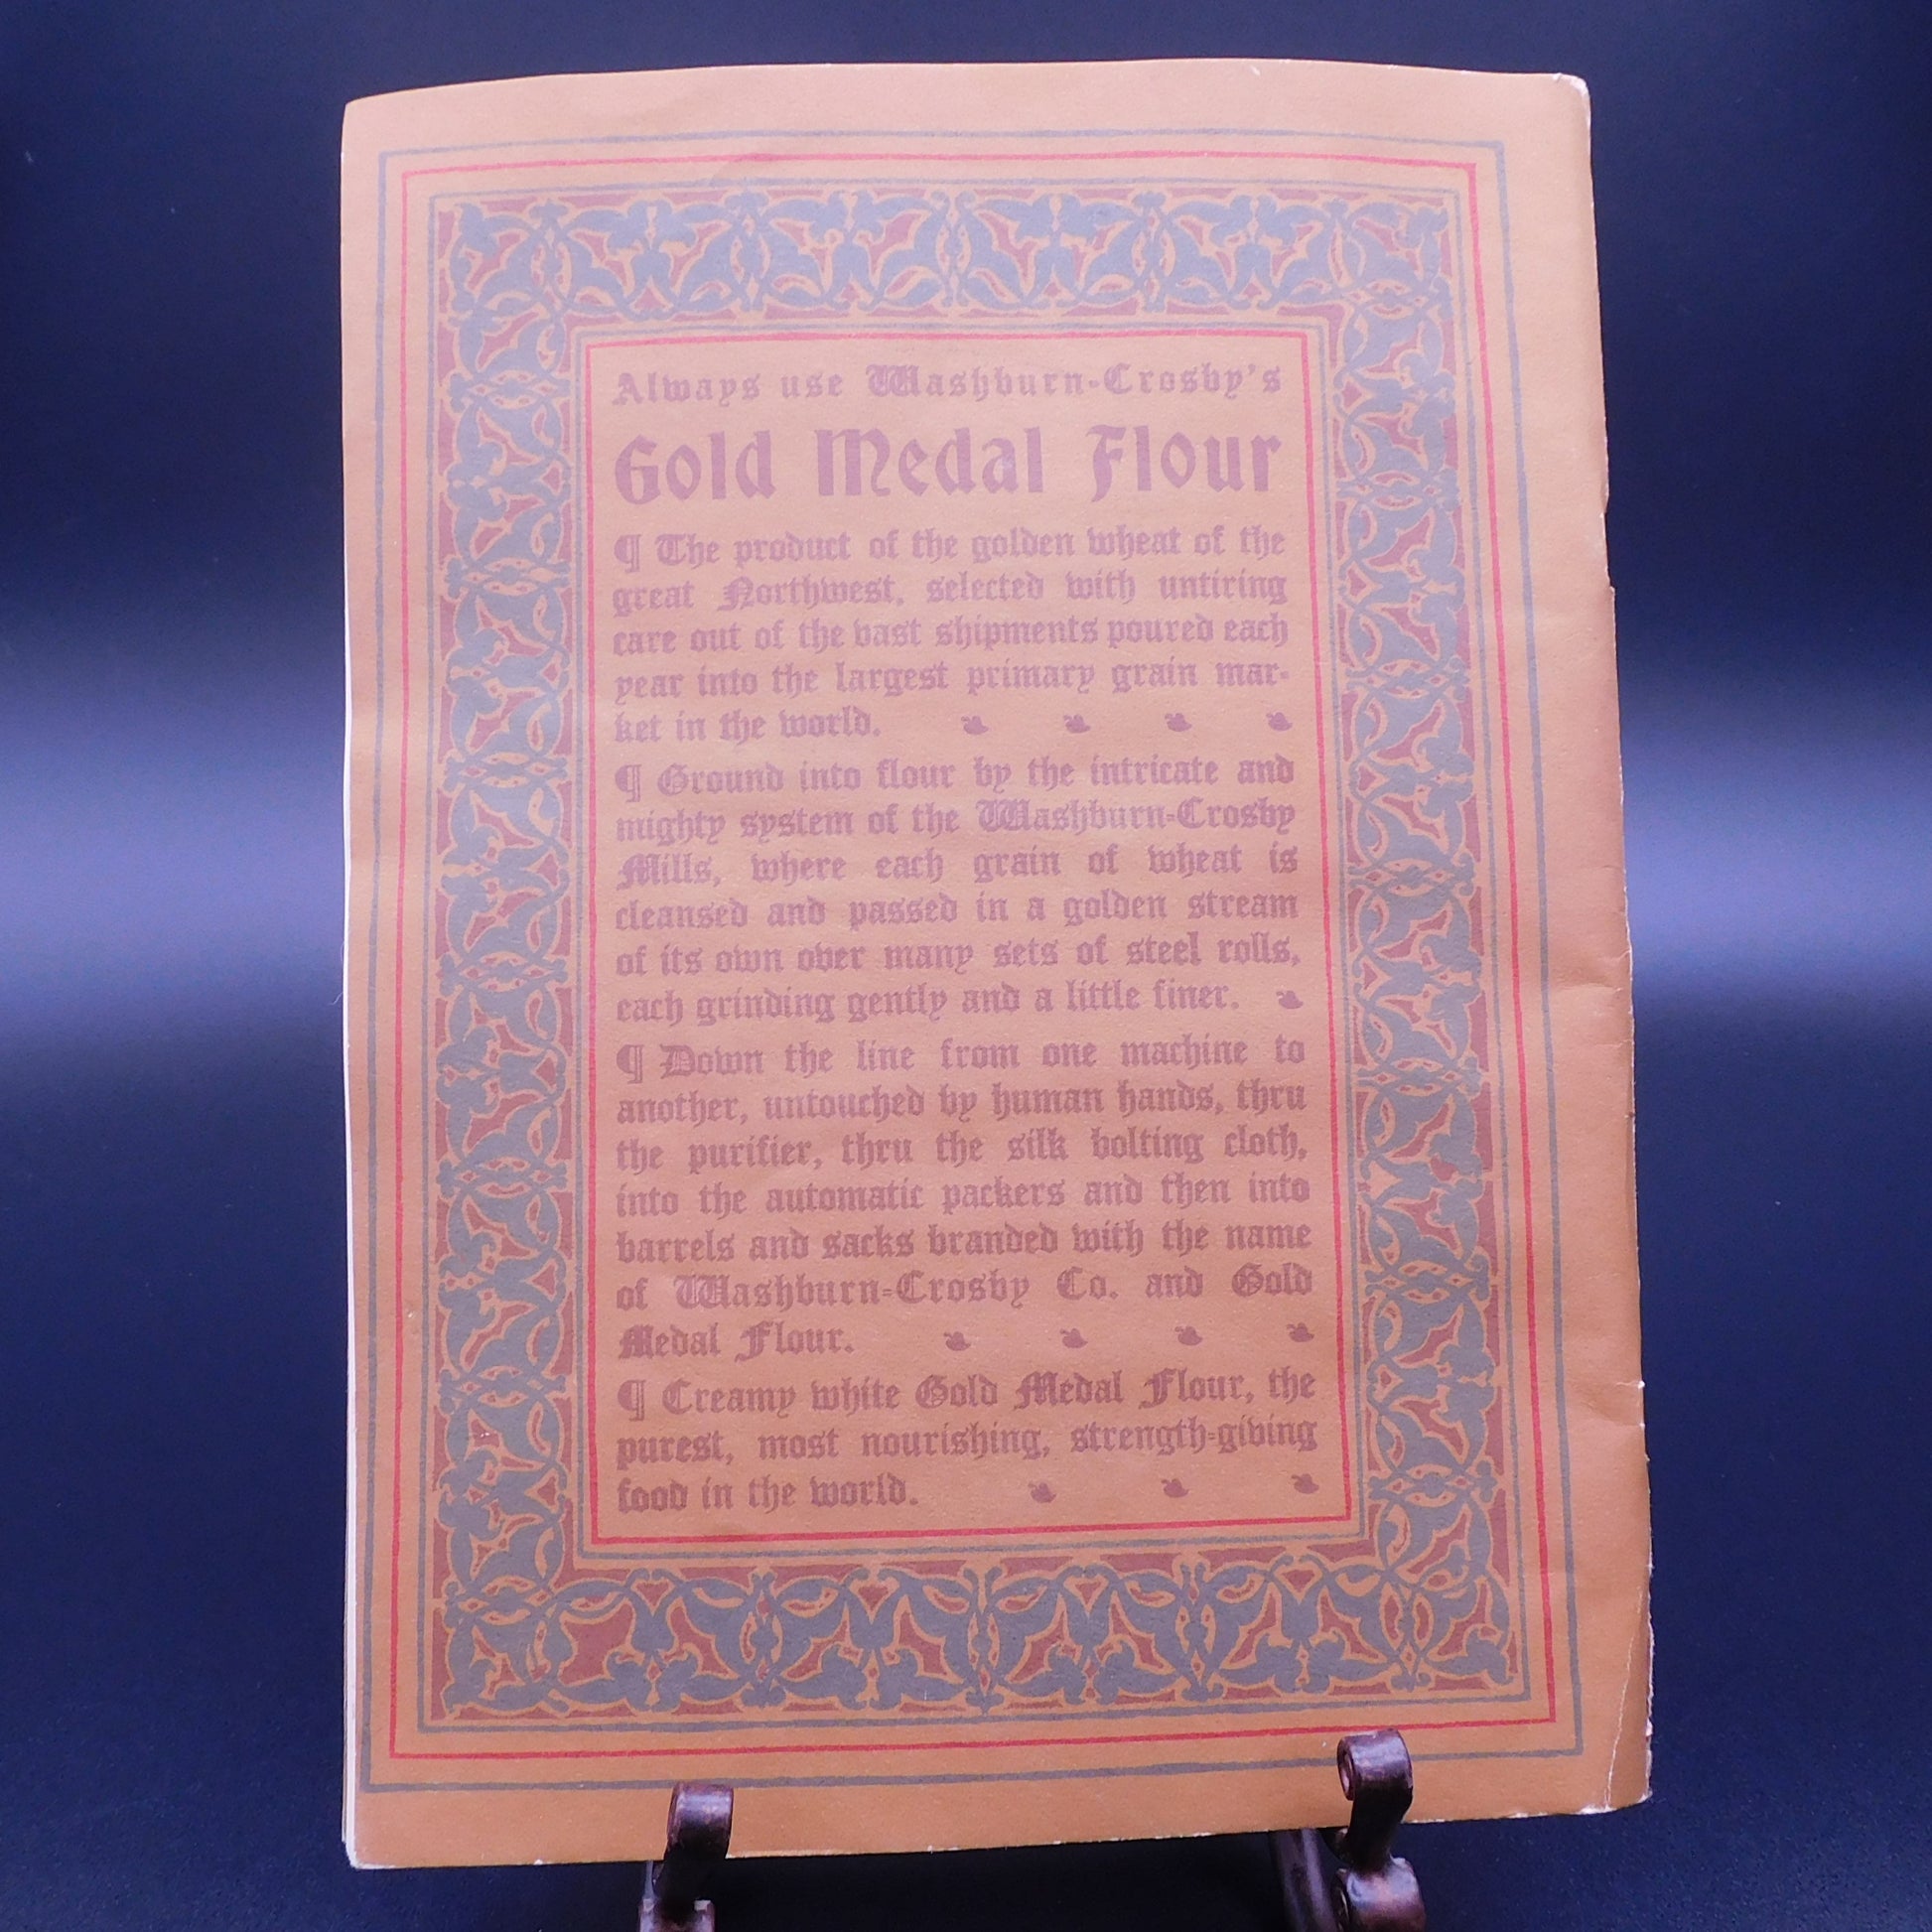 Always use Washburn-Crosby's
Gold Medal Flour
¶ The product of the golden wheat of the
great Northwest, selected with untiring
care out of the vast shipments poured each
year into the largest primary grain mar-
ket in the world.
¶ Ground into flour by the intricate and
mighty system of the Washburn-Crosby
Mills, where each grain of wheat is
cleansed and passed in a golden stream
of its own over many sets of steel rolls,
each grinding gently and a little finer.
¶ Down the line from one machine to
another, untouched by human hands, thru
the purifier, thru the silk bolting cloth,
into the automatic packers and then into
barrels and sacks branded with the name
of Washburn-Crosby Co. and Gold
Medal Flour.
¶ Creamy white Gold Medal Flour, the
purest, most nourishing, strength-giving
food in the world.